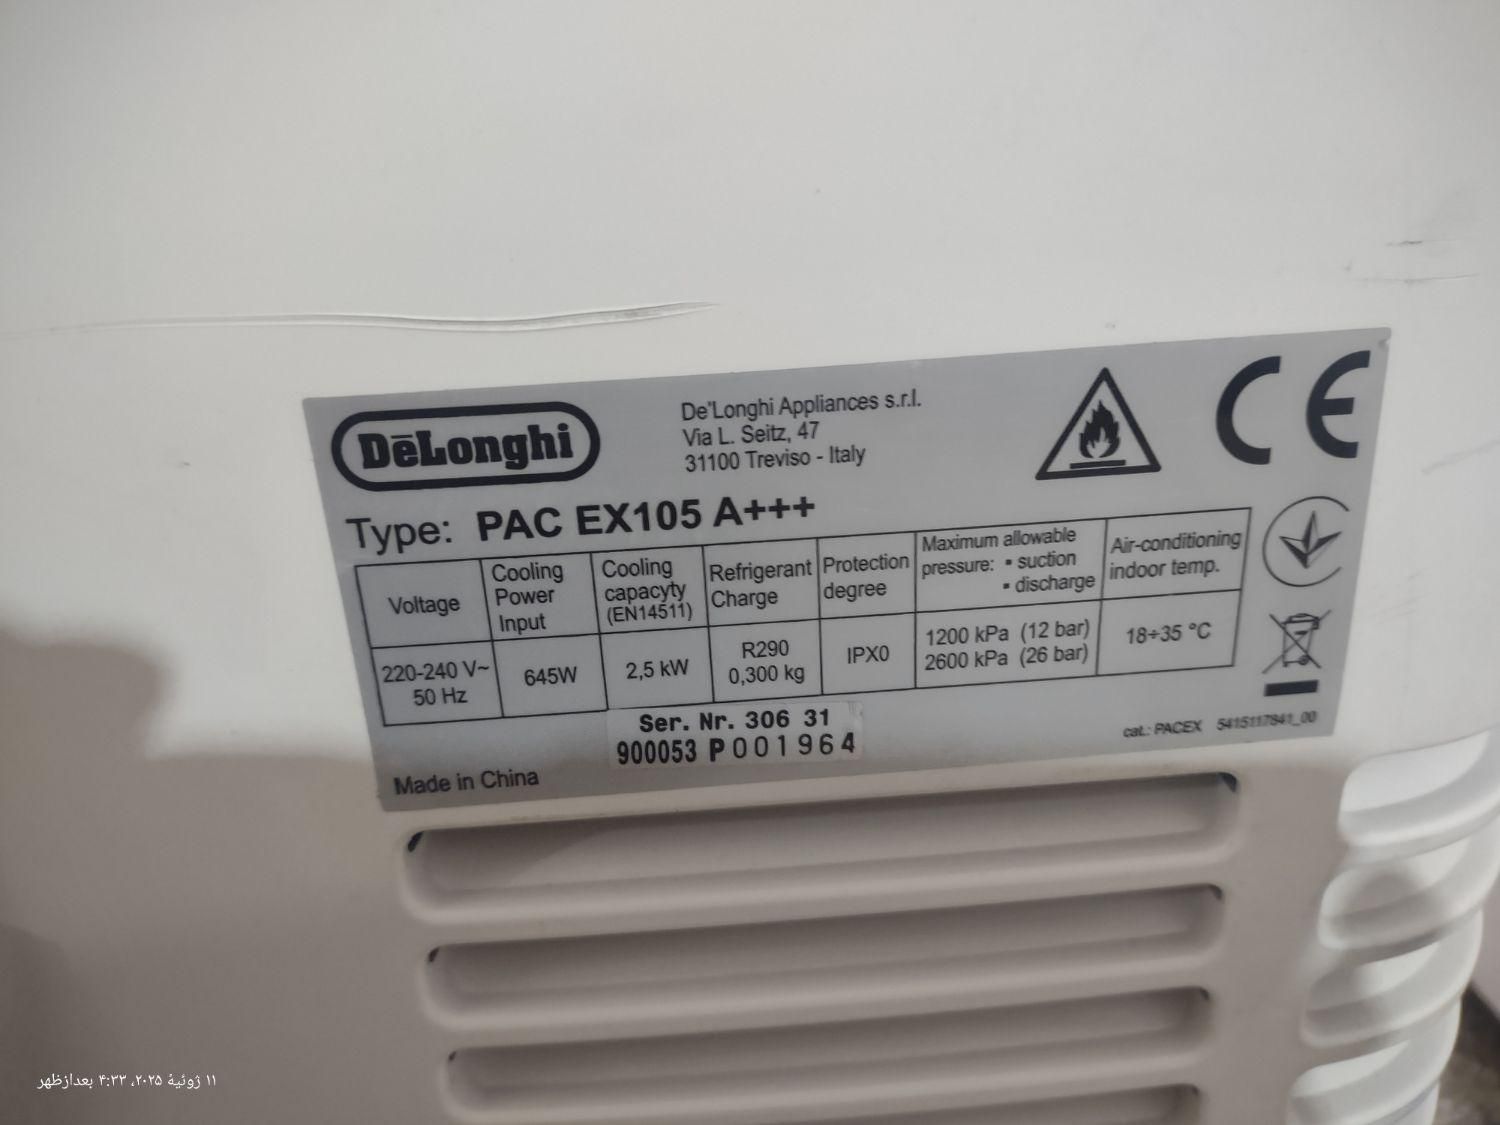 DēLonghi
De'Longhi Appliances s.r.l.
Via L. Seitz, 47
31100 Treviso - Italy
CE
Type: PAC EX105 A+++
Voltage
Cooling Power Input
Cooling capacyty (EN14511)
Refrigerant Charge
Protection degree
Maximum allowable pressure: ▪ suction ▪ discharge
Air-conditioning indoor temp.
220-240 V~ 50 Hz
645W
2,5 kW
R290 0,300 kg
IPX0
1200 kPa (12 bar)
2600 kPa (26 bar)
18÷35 °C
Ser. Nr. 306 31
900053 P001964
cat.: PACEX 5415117841_00
Made in China
۱۱ ژوئیهٔ ۲۰۲۵،‏ ۴:۳۳ بعدازظهر